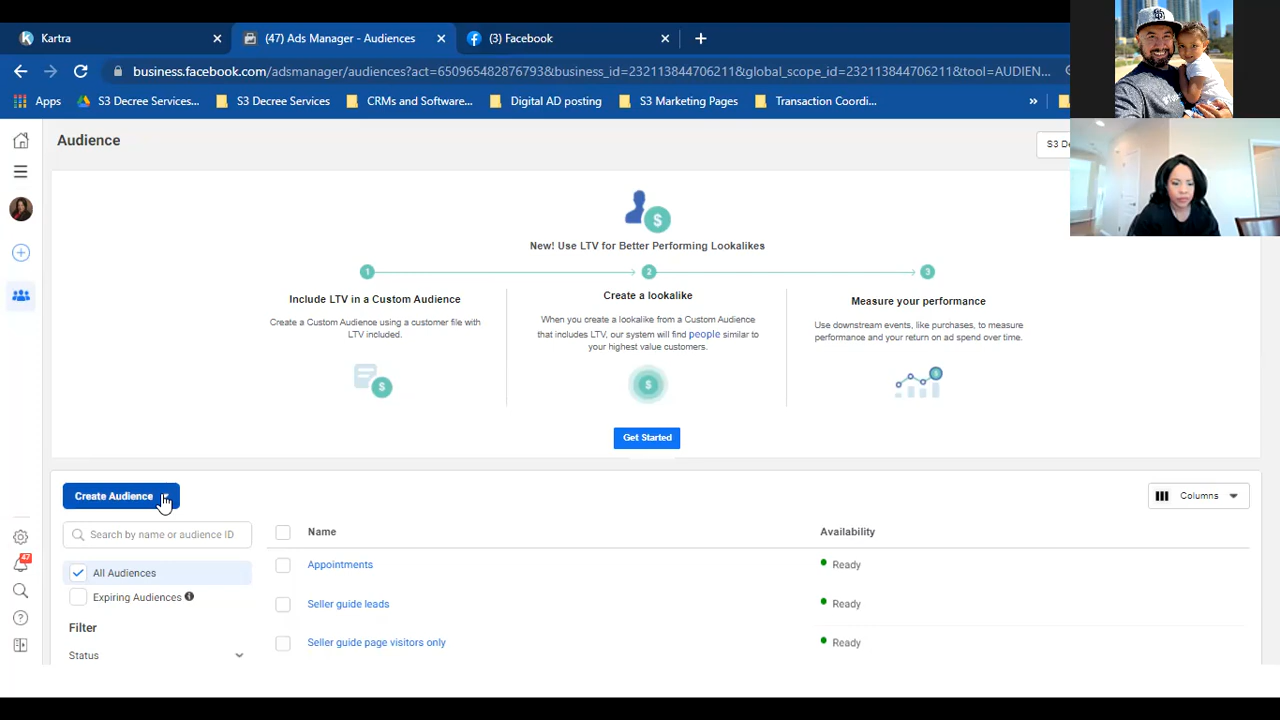 Kartra
(47) Ads Manager - Audiences
(3) Facebook
business.facebook.com/adsmanager/audiences?act=650965482876793&business_id=232113844706211&global_scope_id=232113844706211&tool=AUDIEN...
Apps
S3 Decree Services...
S3 Decree Services
CRMs and Software...
Digital AD posting
S3 Marketing Pages
Transaction Coordi...
»
Audience
S3 De
New! Use LTV for Better Performing Lookalikes
1
2
3
Include LTV in a Custom Audience
Create a Custom Audience using a customer file with
LTV included.
Create a lookalike
When you create a lookalike from a Custom Audience
that includes LTV, our system will find people similar to
your highest value customers.
Measure your performance
Use downstream events, like purchases, to measure
performance and your return on ad spend over time.
Get Started
Create Audience
Columns
Search by name or audience ID
Name
Availability
All Audiences
Appointments
Ready
Expiring Audiences
Seller guide leads
Ready
Filter
Seller guide page visitors only
Ready
Status
47